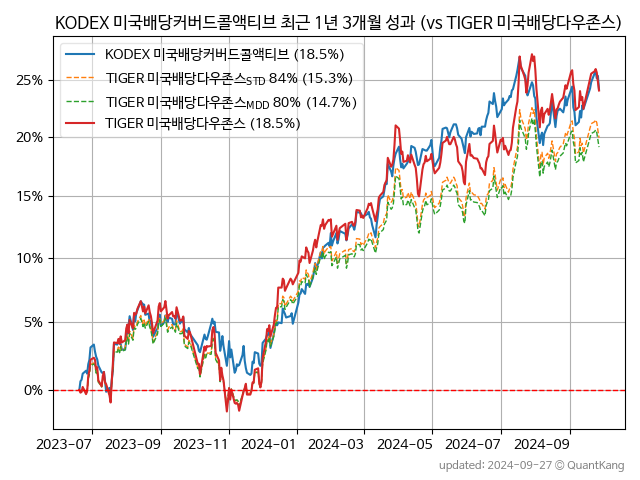 KODEX 미국배당커버드콜액티브 최근 1년 3개월 성과 (vs TIGER 미국배당다우존스)
KODEX 미국배당커버드콜액티브 (18.5%)
TIGER 미국배당다우존스STD 84% (15.3%)
TIGER 미국배당다우존스MDD 80% (14.7%)
TIGER 미국배당다우존스 (18.5%)
25%
20%
15%
10%
5%
0%
2023-07 2023-09 2023-11 2024-01 2024-03 2024-05 2024-07 2024-09
updated: 2024-09-27 © QuantKang